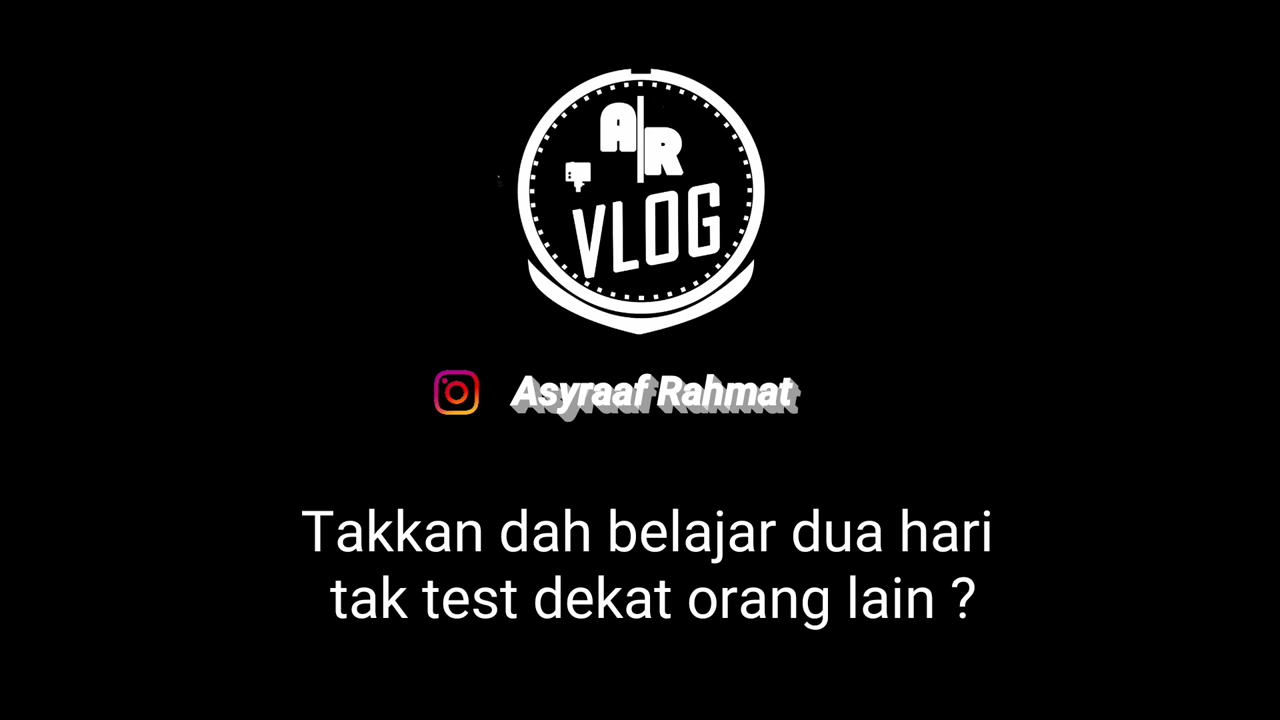 A|R
VLOG
Asyraaf Rahmat
Takkan dah belajar dua hari
tak test dekat orang lain ?